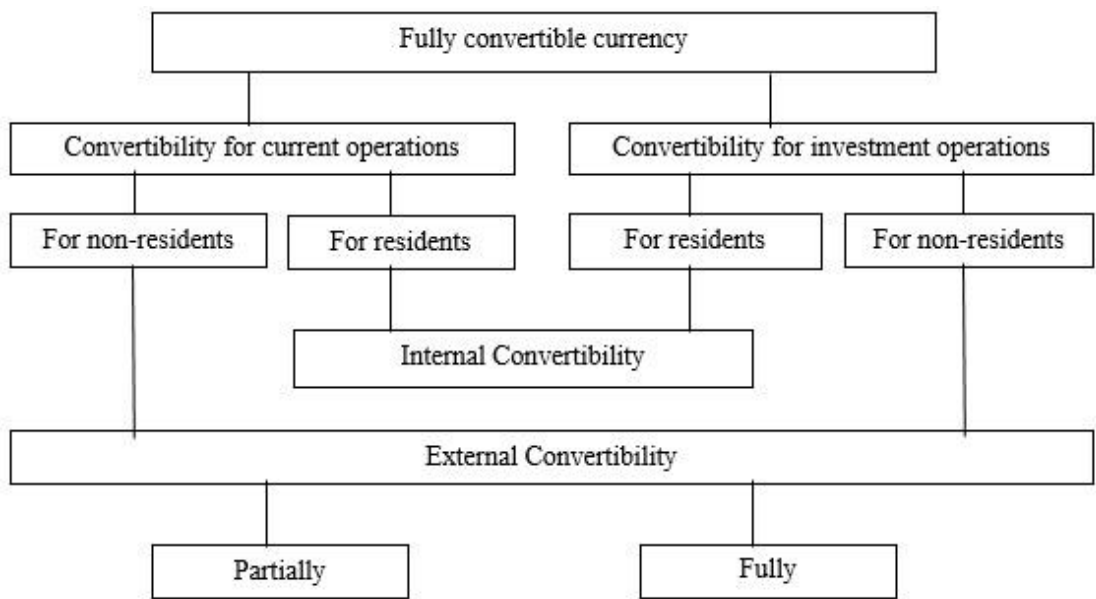 Fully convertible currency
Convertibility for current operations
Convertibility for investment operations
For non-residents
For residents
For residents
For non-residents
Internal Convertibility
External Convertibility
Partially
Fully